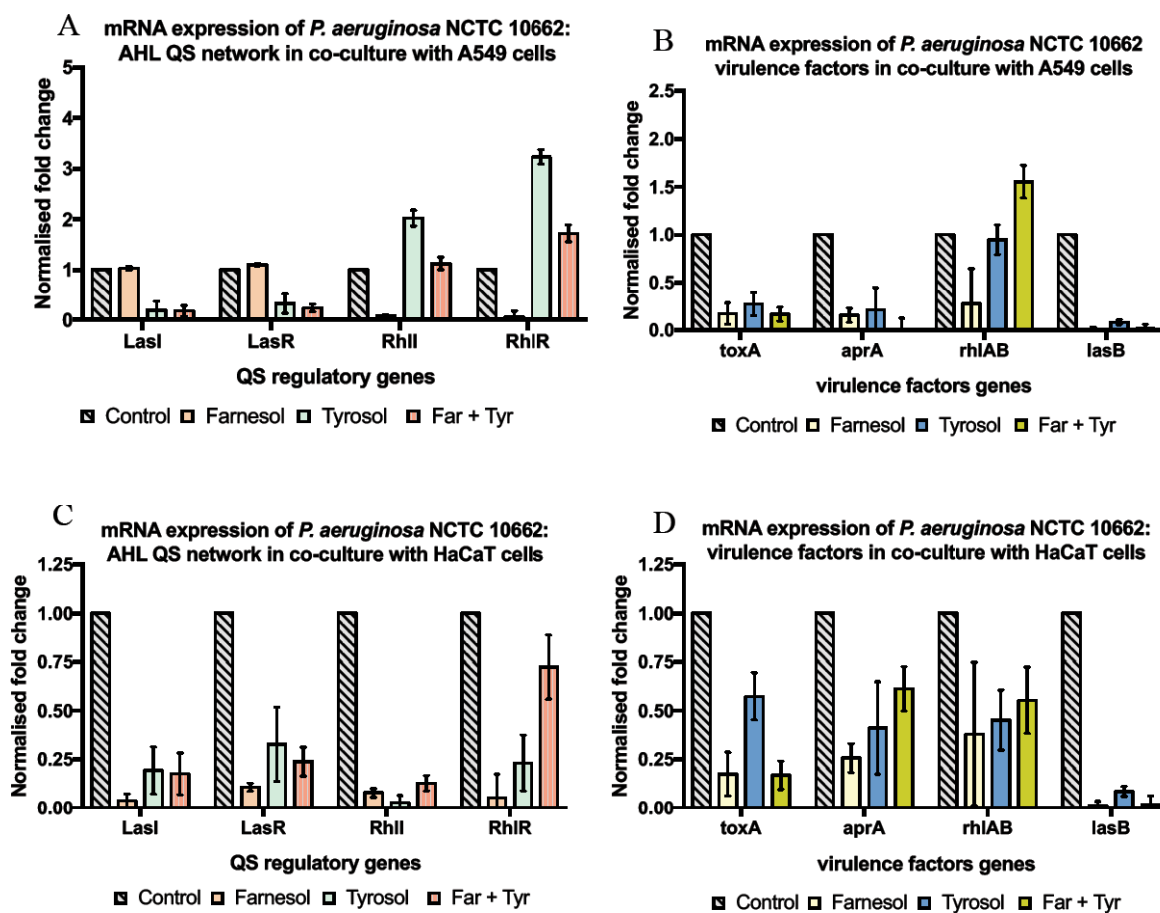 A
mRNA expression of P. aeruginosa NCTC 10662:
AHL QS network in co-culture with A549 cells
Normalised fold change
5
4
3
2
1
0
LasI
LasR
RhlI
RhlR
QS regulatory genes
Control
Farnesol
Tyrosol
Far + Tyr
B
mRNA expression of P. aeruginosa NCTC 10662
virulence factors in co-culture with A549 cells
Normalised fold change
2.5
2.0
1.5
1.0
0.5
0.0
toxA
aprA
rhlAB
lasB
virulence factors genes
Control
Farnesol
Tyrosol
Far + Tyr
C
mRNA expression of P. aeruginosa NCTC 10662:
AHL QS network in co-culture with HaCaT cells
Normalised fold change
1.25
1.00
0.75
0.50
0.25
0.00
LasI
LasR
RhlI
RhlR
QS regulatory genes
Control
Farnesol
Tyrosol
Far + Tyr
D
mRNA expression of P. aeruginosa NCTC 10662:
virulence factors in co-culture with HaCaT cells
Normalised fold change
1.25
1.00
0.75
0.50
0.25
0.00
toxA
aprA
rhlAB
lasB
virulence factors genes
Control
Farnesol
Tyrosol
Far + Tyr